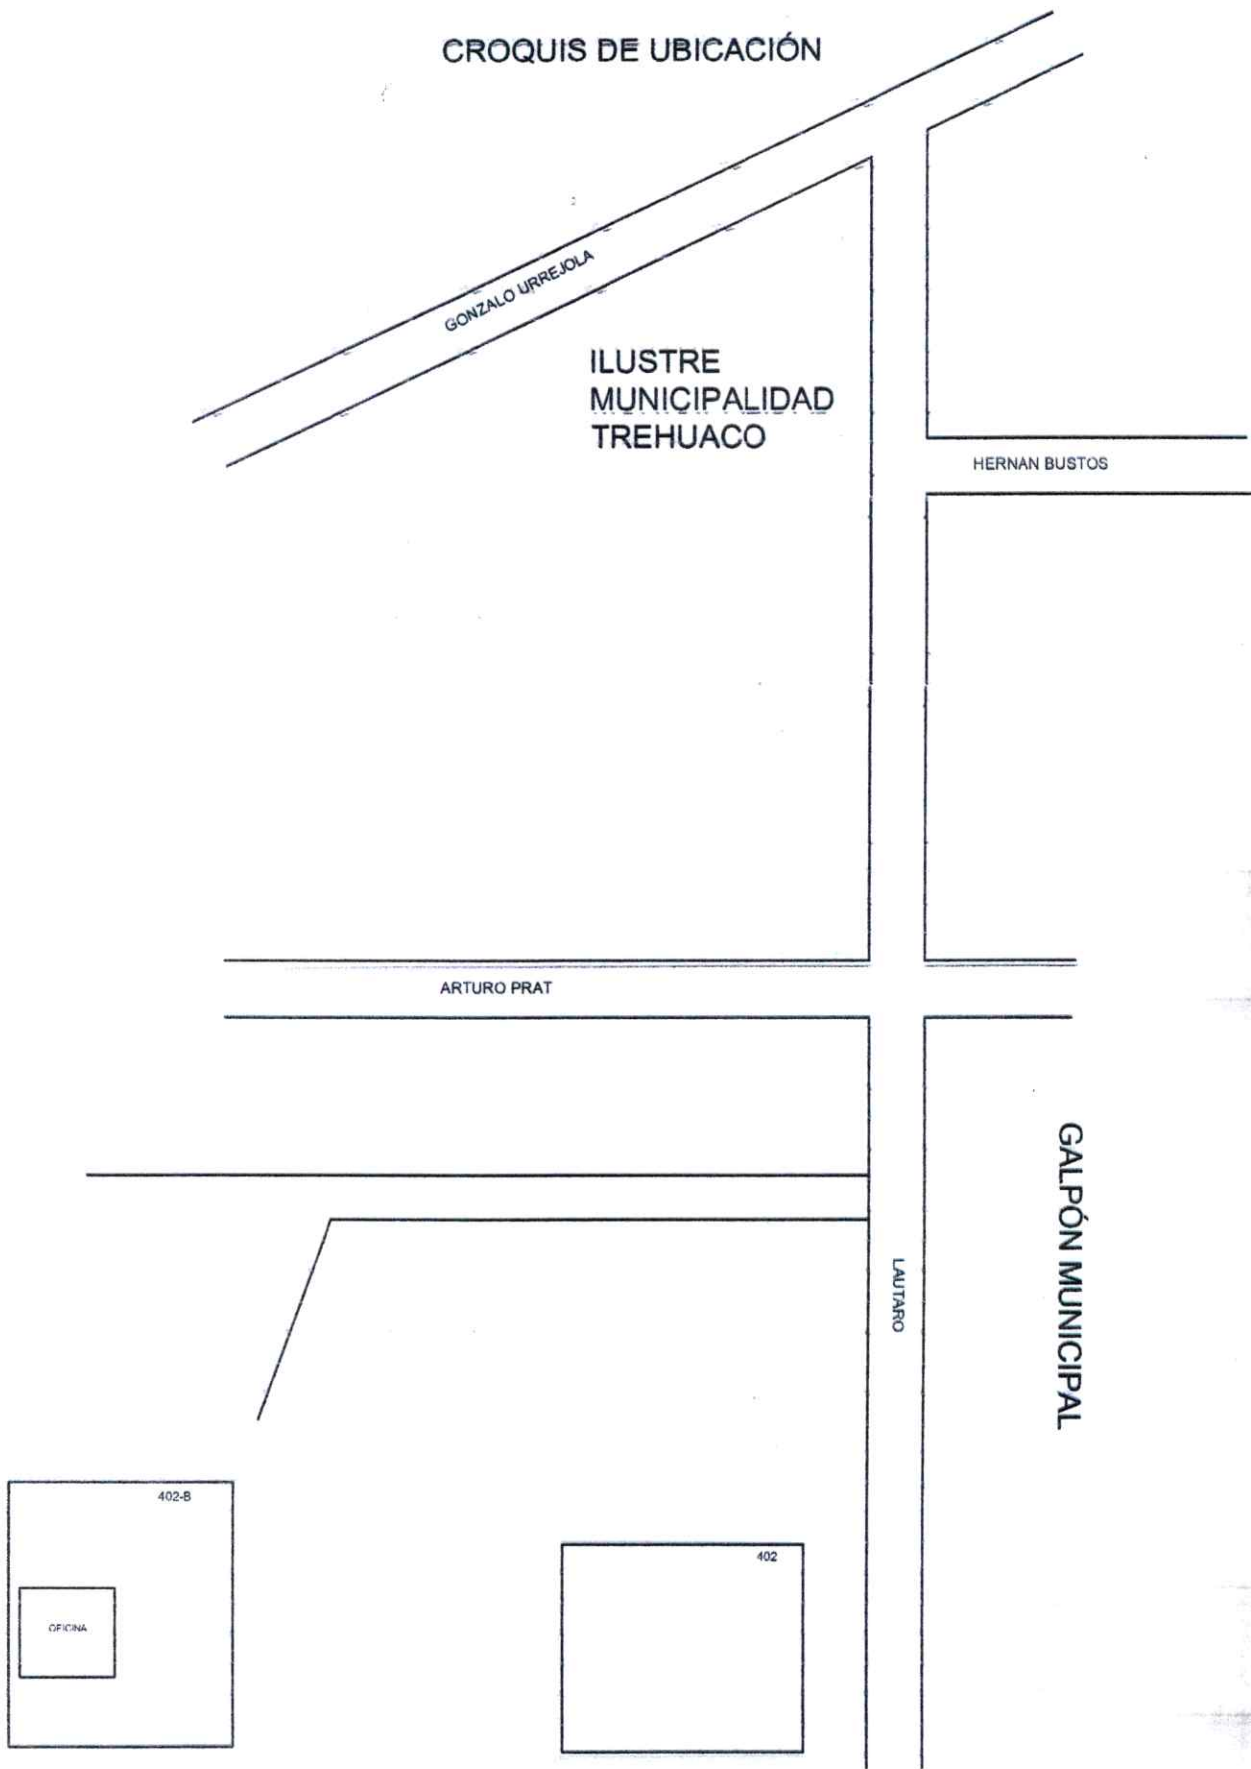 CROQUIS DE UBICACIÓN
GONZALO URREJOLA
ILUSTRE
MUNICIPALIDAD
TREHUACO
HERNAN BUSTOS
ARTURO PRAT
GALPÓN MUNICIPAL
LAUTARO
402-B
402
OFICINA